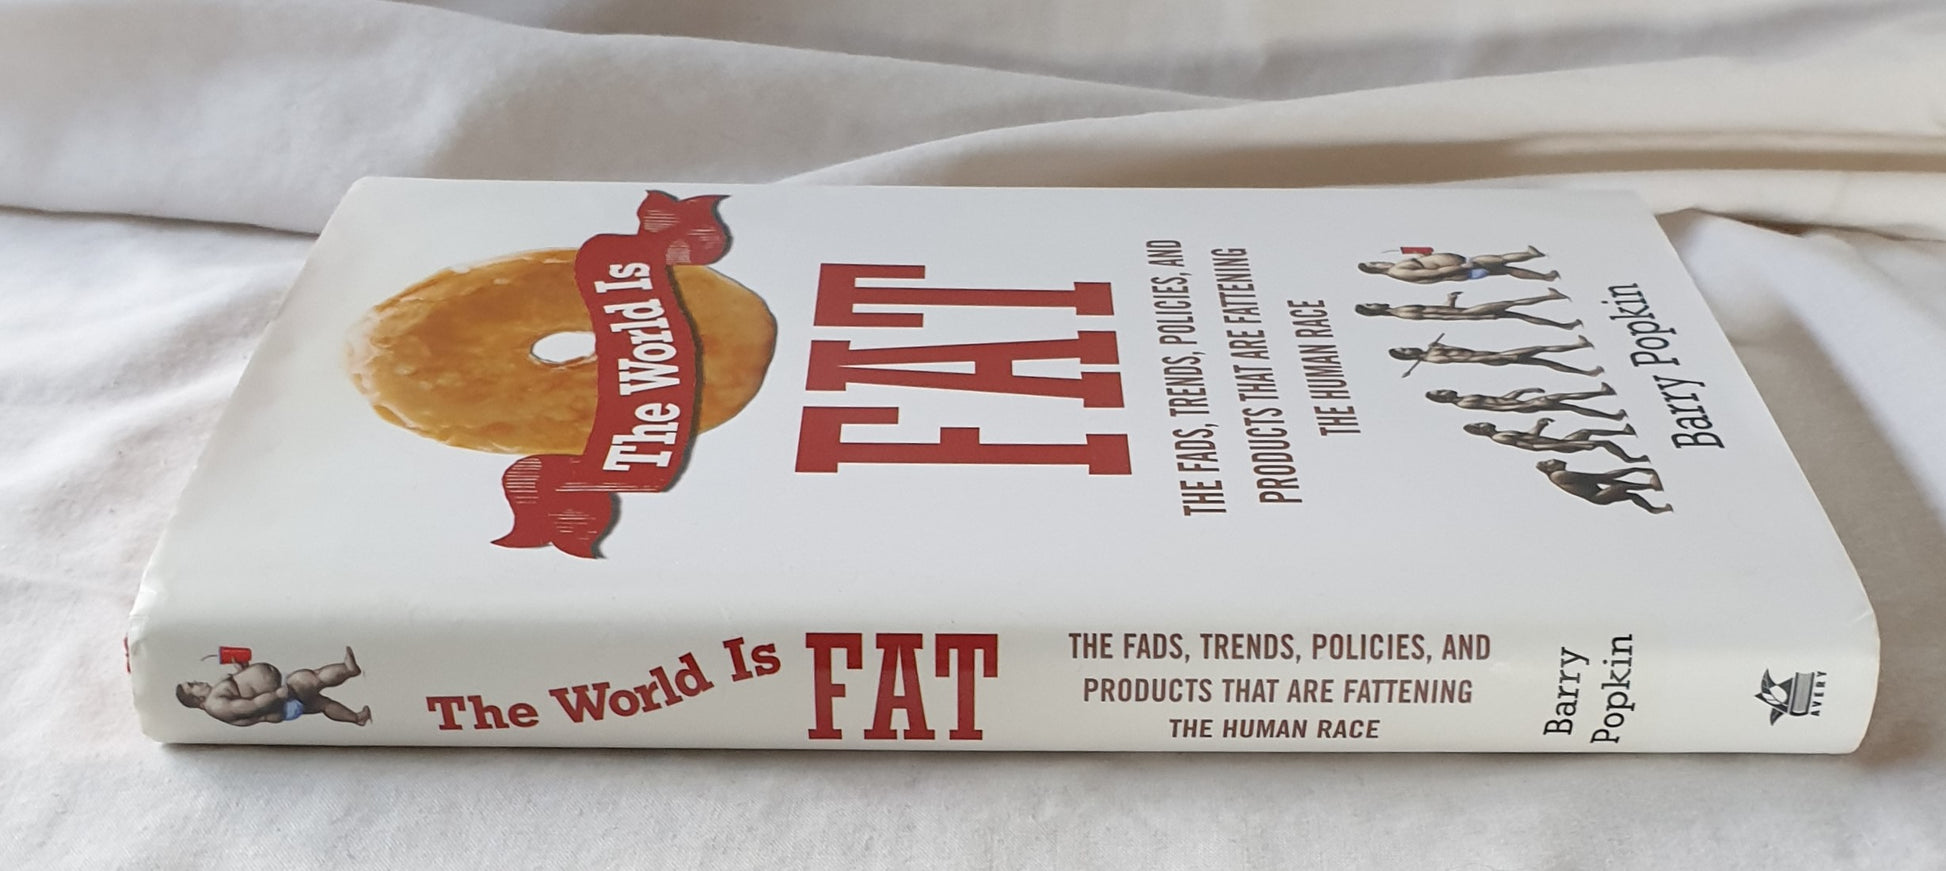 The World Is
FAT
THE FADS, TRENDS, POLICIES, AND
PRODUCTS THAT ARE FATTENING
THE HUMAN RACE
Barry Popkin
The World Is
FAT
THE FADS, TRENDS, POLICIES, AND
PRODUCTS THAT ARE FATTENING
THE HUMAN RACE
Barry
Popkin
AVERY